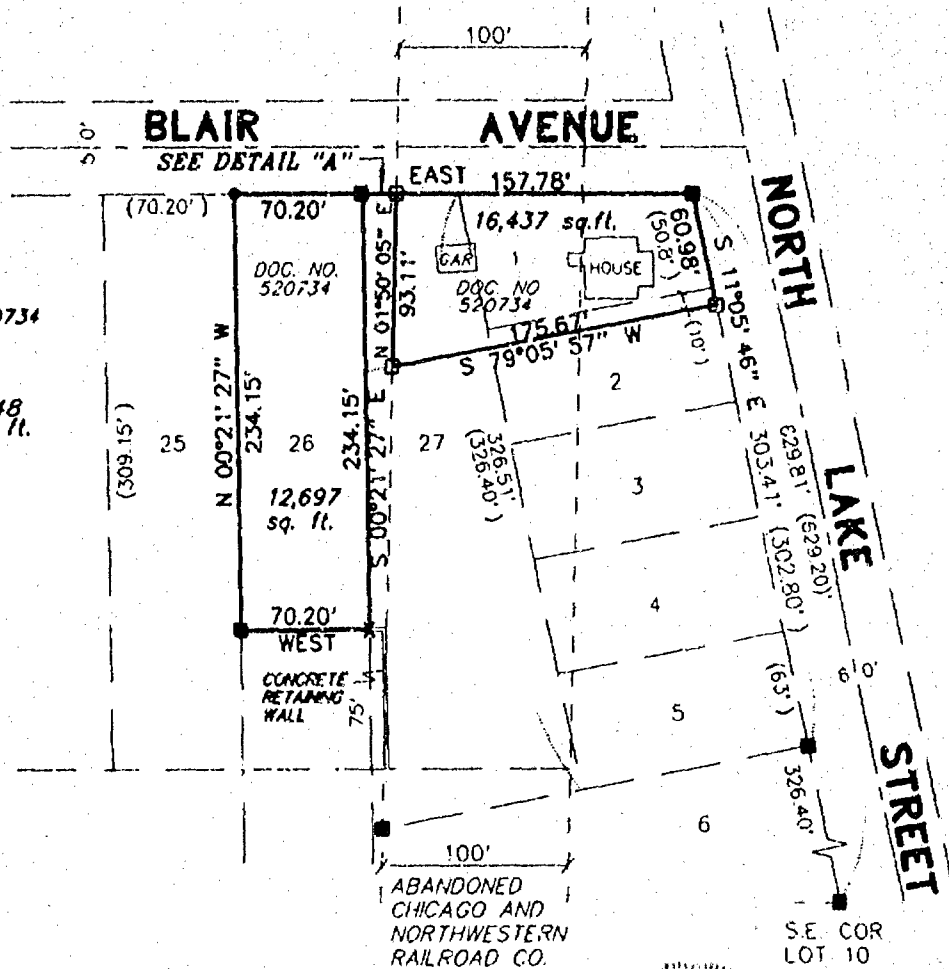 100'
BLAIR AVENUE
SEE DETAIL "A"
EAST 157.78'
(70.20')
70.20'
16,437 sq.ft.
60.98'
(50.8')
NORTH
LAKE
STREET
GAR
1
HOUSE
DOC. NO.
520734
DOC. NO
520734
N 01°50' 05" E
93.11'
S 11°05' 46" E 303.41' (302.80')
175.67'
S 79°05' 57" W
(10')
N 00°21' 27" W
234.15'
234.15'
S 00°21' 27" E
(309.15')
25
26
27
2
326.51'
(326.40')
629.81' (629.20)'
3
12,697
sq. ft.
4
70.20'
WEST
CONCRETE
RETAINING
WALL
75'
(63')
5
326.40'
6
100'
ABANDONED
CHICAGO AND
NORTHWESTERN
RAILROAD CO.
S.E. COR
LOT 10
ft.